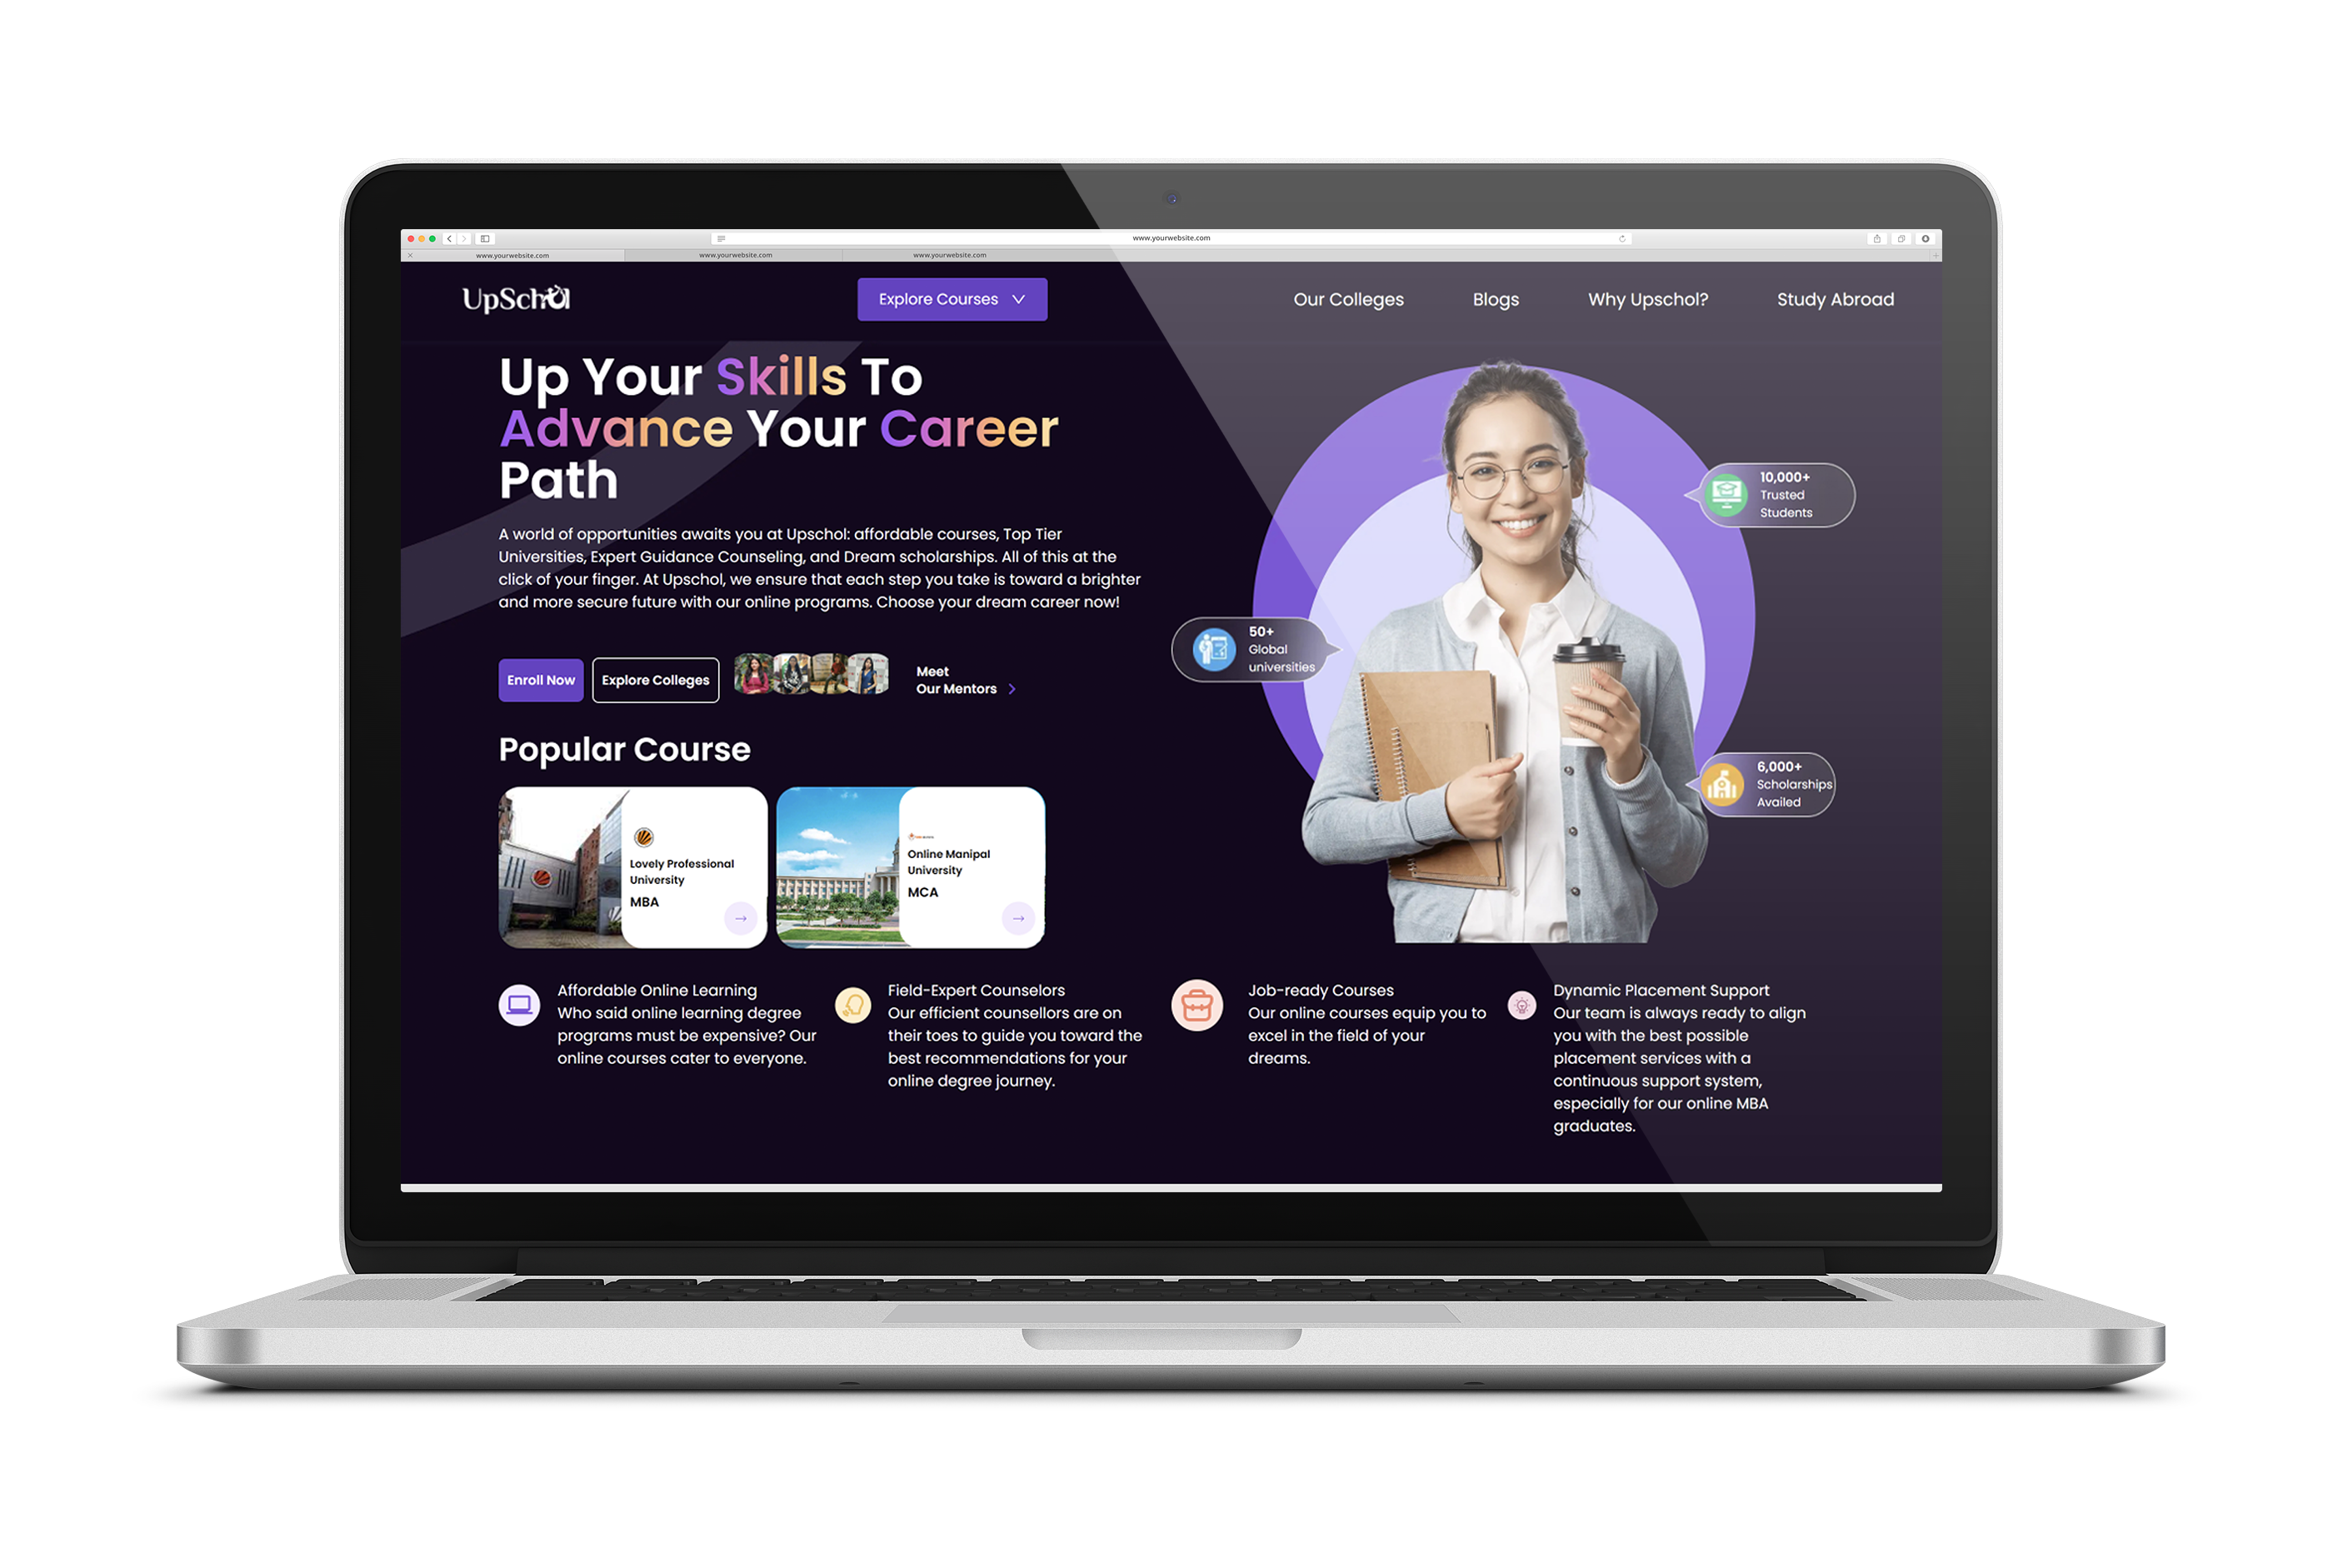 www.yourwebsite.com
www.yourwebsite.com
www.yourwebsite.com
www.yourwebsite.com
UpSchol
Explore Courses
Our Colleges
Blogs
Why Upschol?
Study Abroad
Up Your Skills To
Advance Your Career
Path
A world of opportunities awaits you at Upschol: affordable courses, Top Tier
Universities, Expert Guidance Counseling, and Dream scholarships. All of this at the
click of your finger. At Upschol, we ensure that each step you take is toward a brighter
and more secure future with our online programs. Choose your dream career now!
Enroll Now
Explore Colleges
Meet
Our Mentors
10,000+
Trusted
Students
50+
Global
universities
6,000+
Scholarships
Availed
Popular Course
Lovely Professional
University
MBA
Online Manipal
University
MCA
Affordable Online Learning
Who said online learning degree
programs must be expensive? Our
online courses cater to everyone.
Field-Expert Counselors
Our efficient counsellors are on
their toes to guide you toward the
best recommendations for your
online degree journey.
Job-ready Courses
Our online courses equip you to
excel in the field of your
dreams.
Dynamic Placement Support
Our team is always ready to align
you with the best possible
placement services with a
continuous support system,
especially for our online MBA
graduates.